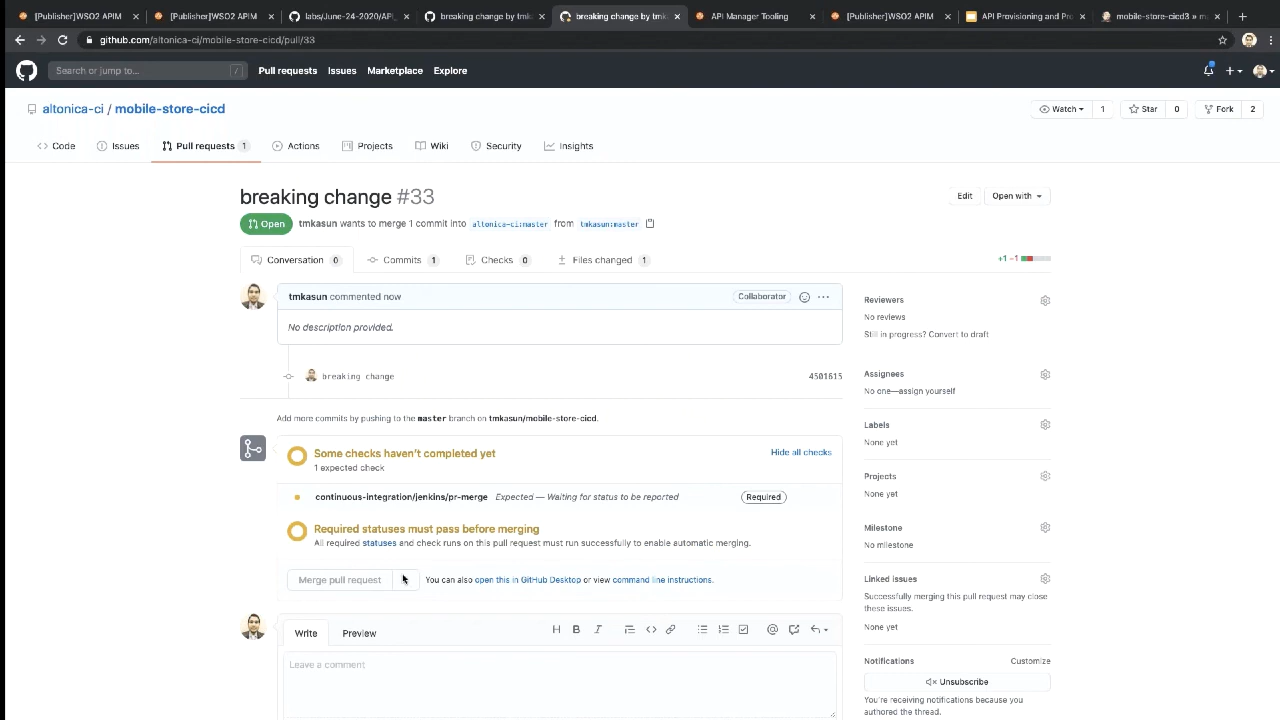 [Publisher]WSO2 APIM
[Publisher]WSO2 APIM
labs/June-24-2020/API_
breaking change by tmk
breaking change by tmk
API Manager Tooling
[Publisher]WSO2 APIM
API Provisioning and Pro
mobile-store-cicd3 » m
github.com/altonica-ci/mobile-store-cicd/pull/33
Search or jump to...
/
Pull requests
Issues
Marketplace
Explore
altonica-ci / mobile-store-cicd
Watch 1
Star 0
Fork 2
Code
Issues
Pull requests 1
Actions
Projects
Wiki
Security
Insights
breaking change #33
Edit
Open with
Open
tmkasun wants to merge 1 commit into altonica-ci:master from tmkasun:master
Conversation 0
Commits 1
Checks 0
Files changed 1
+1 −1
tmkasun commented now
Collaborator
No description provided.
breaking change
4501615
Add more commits by pushing to the master branch on tmkasun/mobile-store-cicd.
Some checks haven't completed yet
1 expected check
Hide all checks
continuous-integration/jenkins/pr-merge Expected — Waiting for status to be reported
Required
Required statuses must pass before merging
All required statuses and check runs on this pull request must run successfully to enable automatic merging.
Merge pull request
You can also open this in GitHub Desktop or view command line instructions.
Write
Preview
Leave a comment
Reviewers
No reviews
Still in progress? Convert to draft
Assignees
No one—assign yourself
Labels
None yet
Projects
None yet
Milestone
No milestone
Linked issues
Successfully merging this pull request may close
these issues.
None yet
Notifications
Customize
Unsubscribe
You're receiving notifications because you
authored the thread.